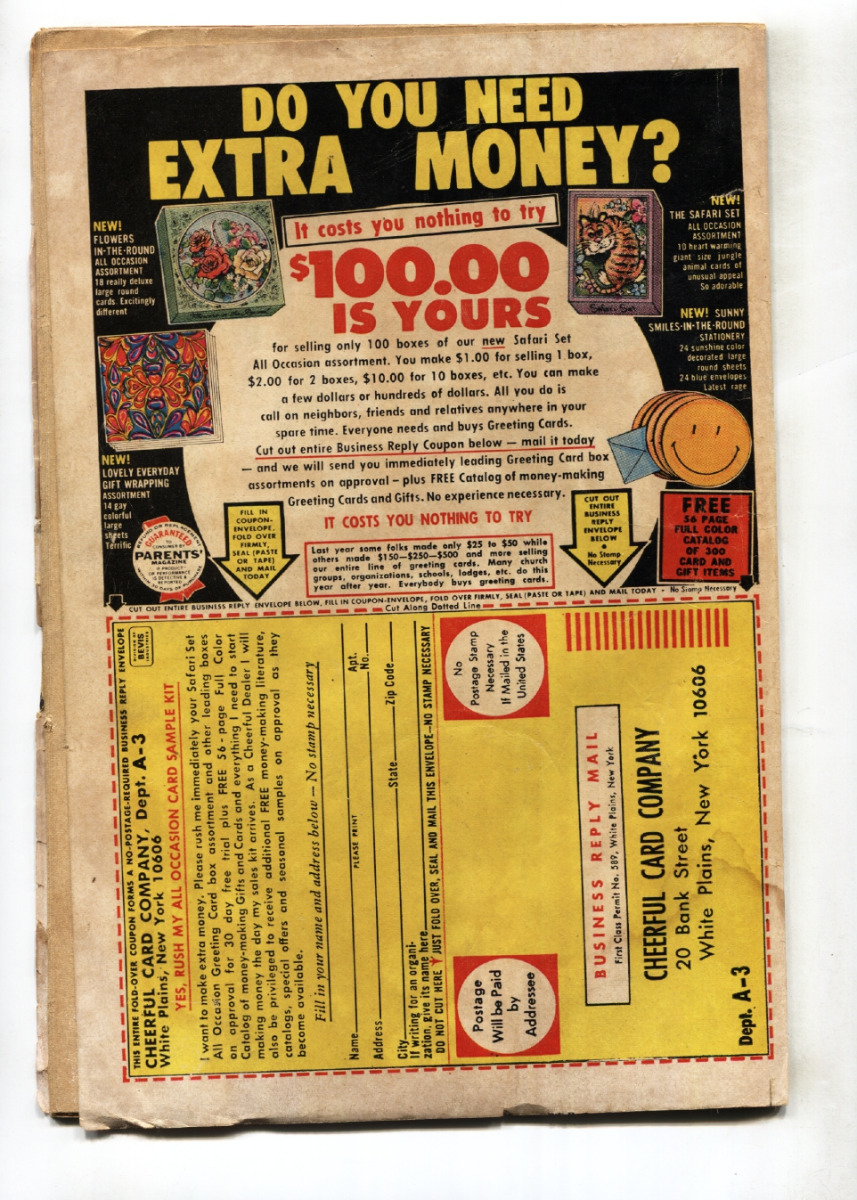 DO YOU NEED
EXTRA MONEY?
It costs you nothing to try
$100.00
IS YOURS
NEW!
FLOWERS
IN-THE-ROUND
ALL OCCASION
ASSORTMENT
18 really deluxe
large round
cards. Excitingly
different
NEW!
THE SAFARI SET
ALL OCCASION
ASSORTMENT
10 heart warming
giant size jungle
animal cards of
unusual appeal
So adorable
Safari Set
NEW! SUNNY
SMILES-IN-THE-ROUND
STATIONERY
24 sunshine color
decorated large
round sheets
24 blue envelopes
Latest rage
for selling only 100 boxes of our new Safari Set
All Occasion assortment. You make $1.00 for selling 1 box,
$2.00 for 2 boxes, $10.00 for 10 boxes, etc. You can make
a few dollars or hundreds of dollars. All you do is
call on neighbors, friends and relatives anywhere in your
spare time. Everyone needs and buys Greeting Cards.
Cut out entire Business Reply Coupon below — mail it today
— and we will send you immediately leading Greeting Card box
assortments on approval – plus FREE Catalog of money-making
Greeting Cards and Gifts. No experience necessary.
IT COSTS YOU NOTHING TO TRY
NEW!
LOVELY EVERYDAY
GIFT WRAPPING
ASSORTMENT
14 gay
colorful
large
sheets
Terrific
GUARANTEED
PARENTS'
MAGAZINE
FILL IN
COUPON-
ENVELOPE,
FOLD OVER
FIRMLY,
SEAL (PASTE
OR TAPE)
AND MAIL
TODAY
Last year some folks made only $25 to $50 while
others made $150—$250—$500 and more selling
our entire line of greeting cards. Many church
groups, organizations, schools, lodges, etc. do this
year after year. Everybody buys greeting cards.
CUT OUT
ENTIRE
BUSINESS
REPLY
ENVELOPE
BELOW
No Stamp
Necessary
FREE
56 PAGE
FULL COLOR
CATALOG
OF 300
CARD AND
GIFT ITEMS
CUT OUT ENTIRE BUSINESS REPLY ENVELOPE BELOW, FILL IN COUPON-ENVELOPE, FOLD OVER FIRMLY, SEAL (PASTE OR TAPE) AND MAIL TODAY - No Stamp Necessary
Cut Along Dotted Line
THIS ENTIRE FOLD-OVER COUPON FORMS A NO-POSTAGE-REQUIRED BUSINESS REPLY ENVELOPE
CHEERFUL CARD COMPANY, Dept. A-3
White Plains, New York 10606
DIVISION OF
BEVIS
INDUSTRIES
YES, RUSH MY ALL OCCASION CARD SAMPLE KIT
I want to make extra money. Please rush me immediately your Safari Set
All Occasion Greeting Card box assortment and other leading boxes
on approval for 30 day free trial plus FREE 56-page Full Color
Catalog of money-making Gifts and Cards and everything I need to start
making money the day my sales kit arrives. As a Cheerful Dealer I will
also be privileged to receive additional FREE money-making literature,
catalogs, special offers and seasonal samples on approval as they
become available.
Fill in your name and address below — No stamp necessary
Name
PLEASE PRINT
Address
Apt.
No.
City
State
Zip Code
If writing for an organi-
zation, give its name here
DO NOT CUT HERE JUST FOLD OVER, SEAL AND MAIL THIS ENVELOPE—NO STAMP NECESSARY
Postage
Will be Paid
by
Addressee
No
Postage Stamp
Necessary
If Mailed in the
United States
BUSINESS REPLY MAIL
First Class Permit No. 589, White Plains, New York
CHEERFUL CARD COMPANY
20 Bank Street
White Plains, New York 10606
Dept. A-3